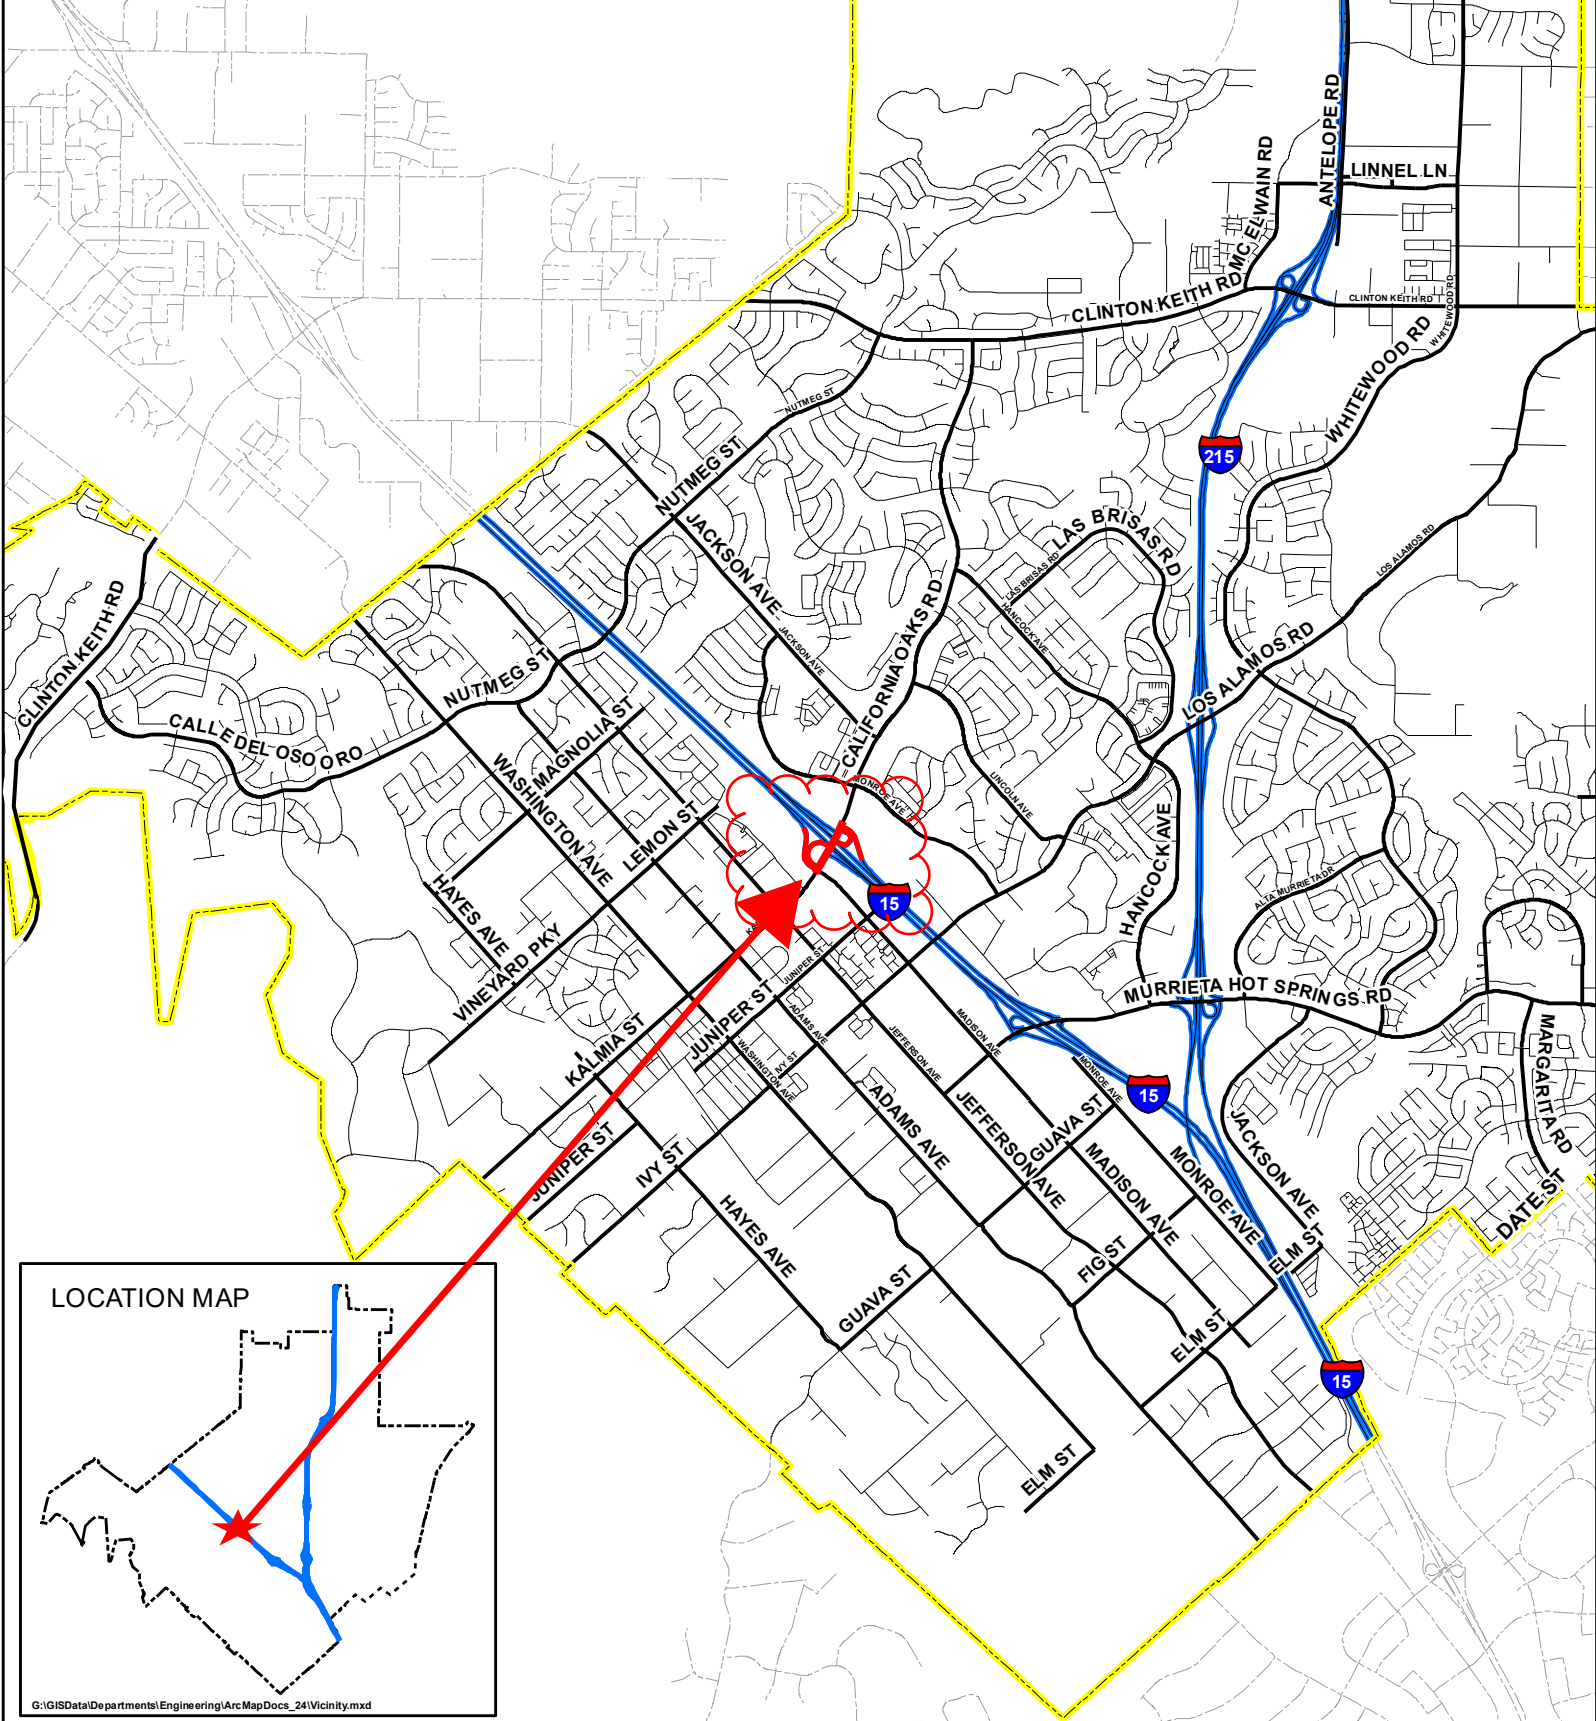 ANTELOPE RD
MC ELWAIN RD
LINNEL LN
CLINTON KEITH RD
CLINTON KEITH RD
WHITEWOOD RD
WHITEWOOD RD
NUTMEG ST
NUTMEG ST
215
JACKSON AVE
LAS BRISAS RD
LAS BRISAS RD
HANCOCK AVE
LOS ALAMOS RD
CALIFORNIA OAKS RD
JACKSON AVE
CLINTON KEITH RD
NUTMEG ST
LOS ALAMOS RD
CALLE DEL OSO ORO
MAGNOLIA ST
WASHINGTON AVE
LEMON ST
MONROE AVE
LINCOLN AVE
HANCOCK AVE
HAYES AVE
ALTA MURRIETA DR
15
VINEYARD PKY
JUNIPER ST
MURRIETA HOT SPRINGS RD
KALMIA ST
JUNIPER ST
ADAMS AVE
WASHINGTON AVE
IVY ST
JEFFERSON AVE
MADISON AVE
MONROE AVE
15
MARGARITA RD
ADAMS AVE
JEFFERSON AVE
GUAVA ST
MADISON AVE
MONROE AVE
JACKSON AVE
JUNIPER ST
IVY ST
HAYES AVE
FIG ST
ELM ST
DATE ST
GUAVA ST
ELM ST
15
ELM ST
LOCATION MAP
G:\GISData\Departments\Engineering\ArcMapDocs_24\Vicinity.mxd